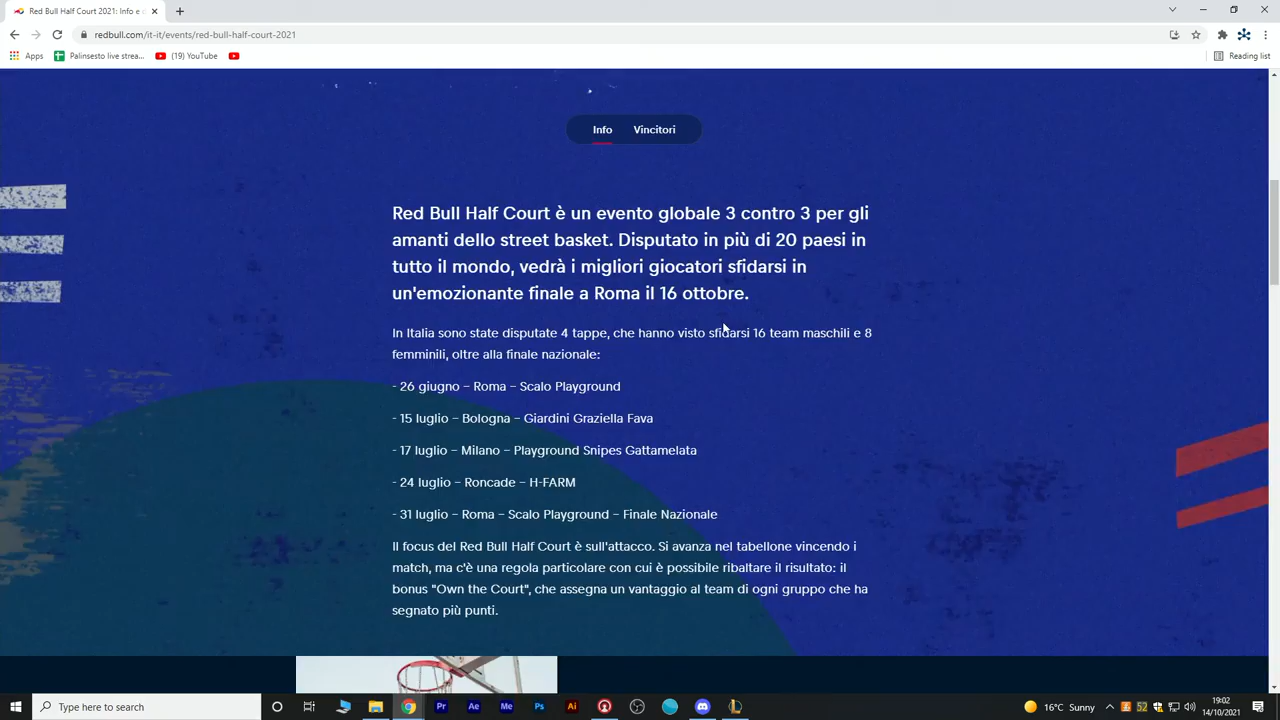 Red Bull Half Court 2021: Info e
redbull.com/it-it/events/red-bull-half-court-2021
Apps
Palinsesto live strea...
(19) YouTube
Reading list
Info
Vincitori
Red Bull Half Court è un evento globale 3 contro 3 per gli
amanti dello street basket. Disputato in più di 20 paesi in
tutto il mondo, vedrà i migliori giocatori sfidarsi in
un'emozionante finale a Roma il 16 ottobre.
In Italia sono state disputate 4 tappe, che hanno visto sfidarsi 16 team maschili e 8
femminili, oltre alla finale nazionale:
- 26 giugno – Roma – Scalo Playground
- 15 luglio – Bologna – Giardini Graziella Fava
- 17 luglio – Milano – Playground Snipes Gattamelata
- 24 luglio – Roncade – H-FARM
- 31 luglio – Roma – Scalo Playground – Finale Nazionale
Il focus del Red Bull Half Court è sull'attacco. Si avanza nel tabellone vincendo i
match, ma c'è una regola particolare con cui è possibile ribaltare il risultato: il
bonus "Own the Court", che assegna un vantaggio al team di ogni gruppo che ha
segnato più punti.
Type here to search
Pr
Ae
Me
Ps
Ai
16°C Sunny
52
19:02
14/10/2021